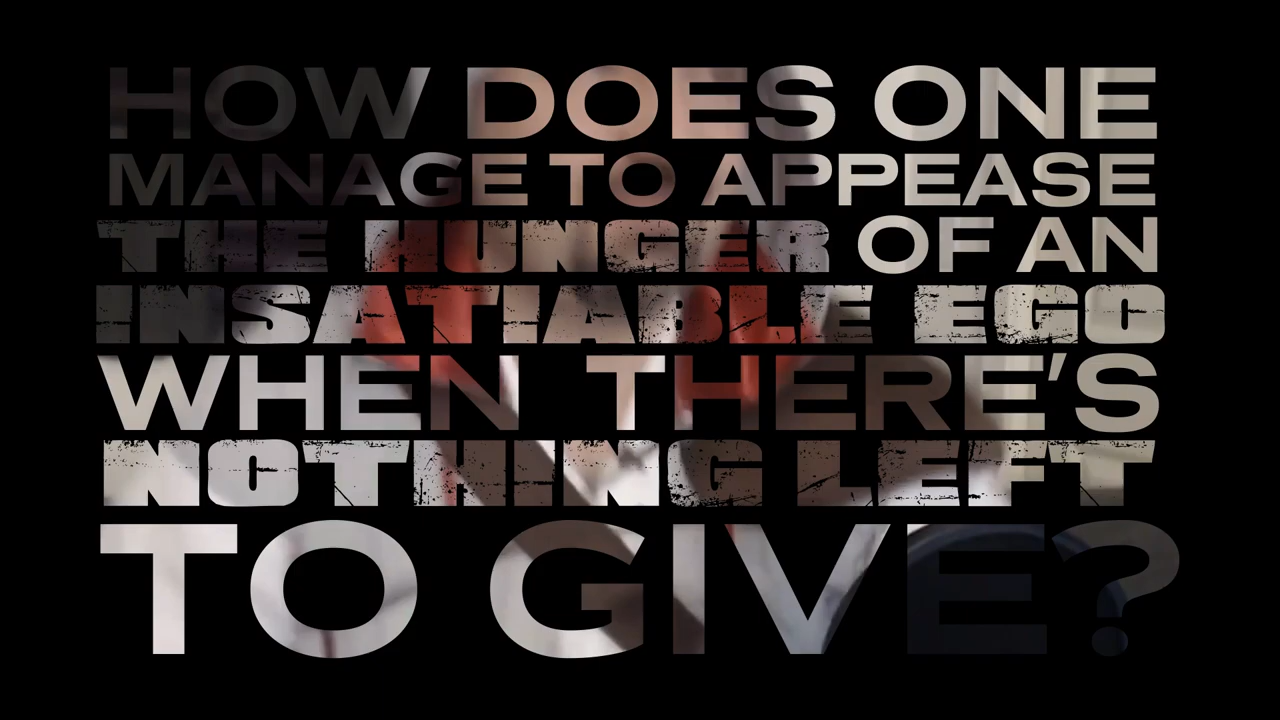 HOW DOES ONE
MANAGE TO APPEASE
THE HUNGER OF AN
INSATIABLE EGO
WHEN THERE’S
NOTHING LEFT
TO GIVE?